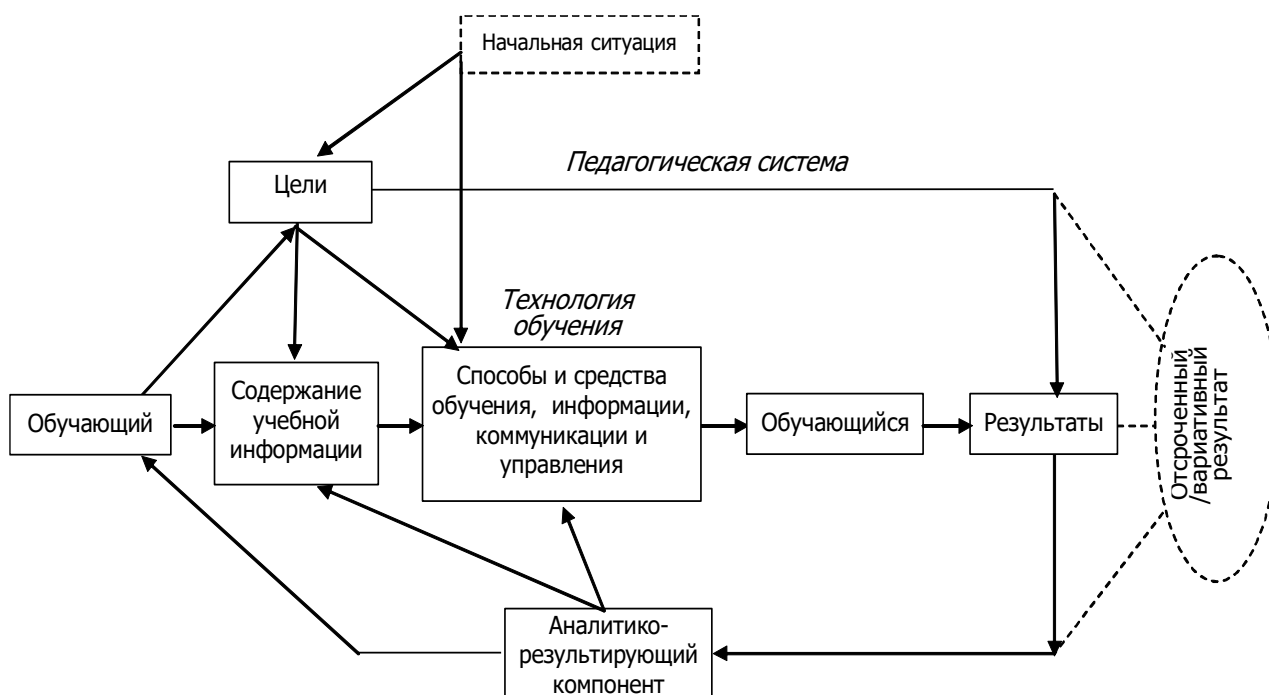 Начальная ситуация
Педагогическая система
Цели
Технология
обучения
Обучающий
Содержание
учебной
информации
Способы и средства
обучения, информации,
коммуникации и
управления
Обучающийся
Результаты
Отсроченный
/вариативный
результат
Аналитико-
результирующий
компонент